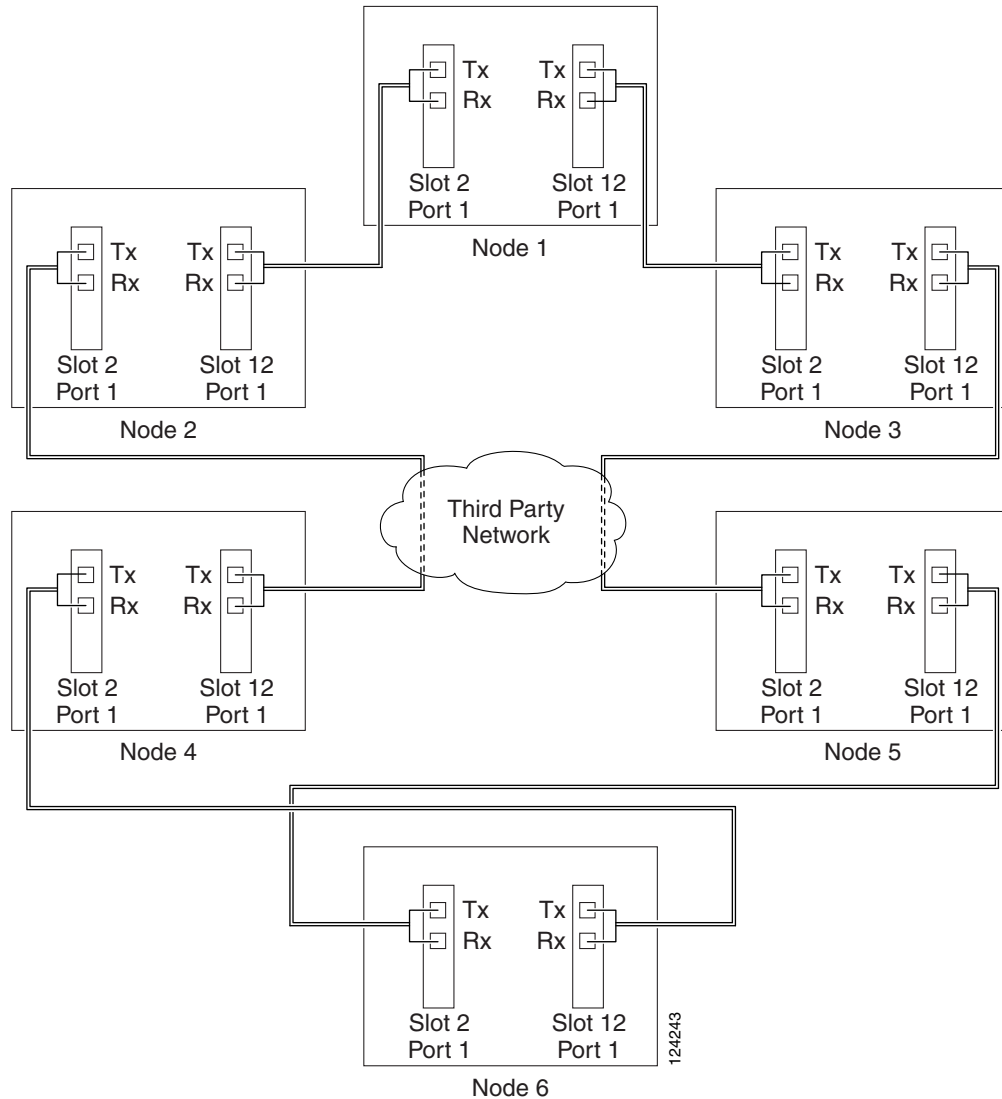 Tx
Rx
Tx
Rx
Slot 2
Port 1
Slot 12
Port 1
Node 1
Tx
Rx
Tx
Rx
Slot 2
Port 1
Slot 12
Port 1
Node 2
Tx
Rx
Tx
Rx
Slot 2
Port 1
Slot 12
Port 1
Node 3
Third Party
Network
Tx
Rx
Tx
Rx
Slot 2
Port 1
Slot 12
Port 1
Node 4
Tx
Rx
Tx
Rx
Slot 2
Port 1
Slot 12
Port 1
Node 5
Tx
Rx
Tx
Rx
Slot 2
Port 1
Slot 12
Port 1
124243
Node 6